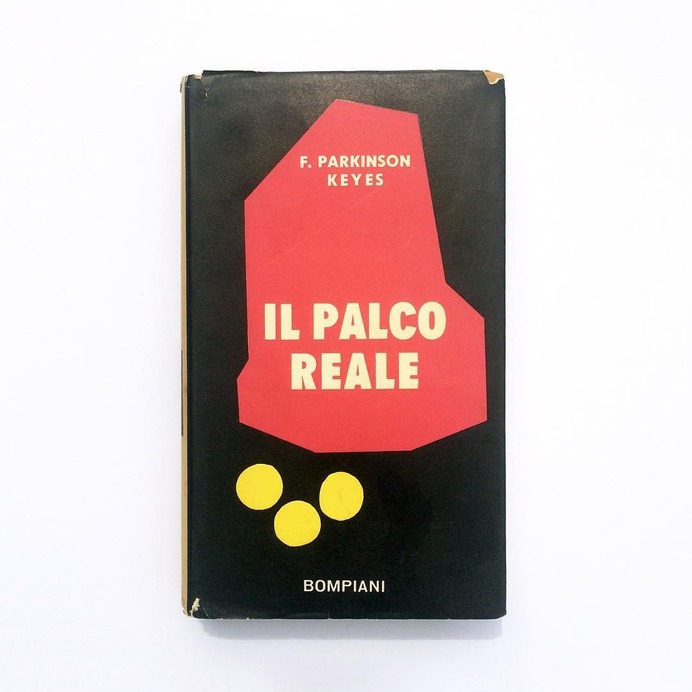 F. PARKINSON
KEYES
IL PALCO
REALE
BOMPIANI